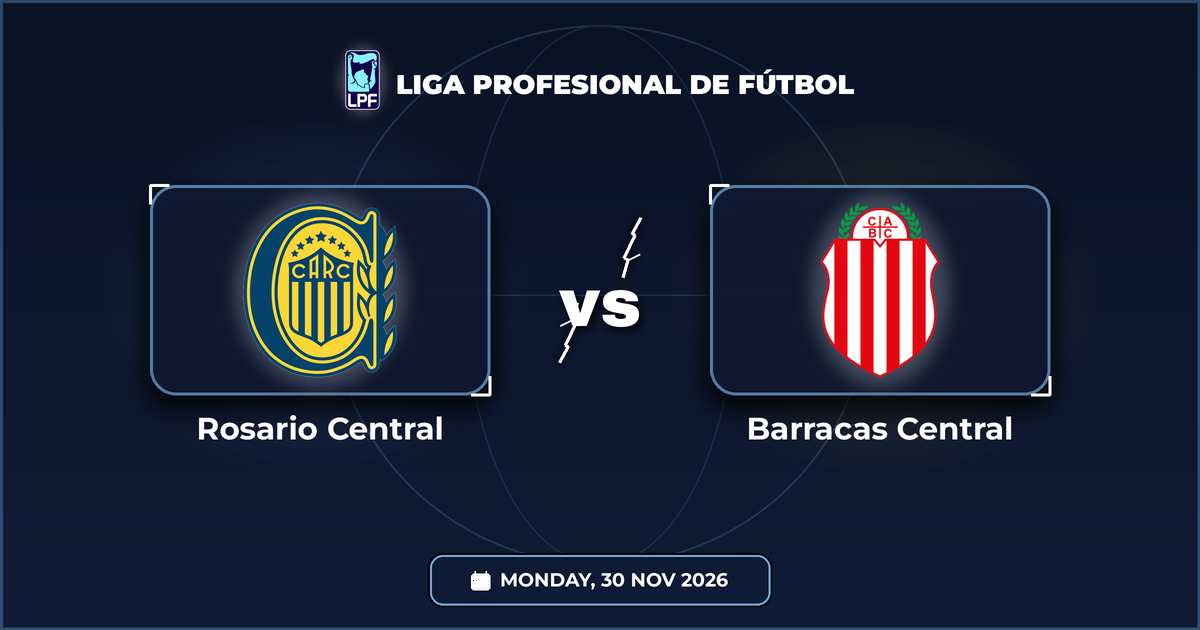 LPF
LIGA PROFESIONAL DE FÚTBOL
CARC
CA
BC
VS
Rosario Central
Barracas Central
MONDAY, 30 NOV 2026